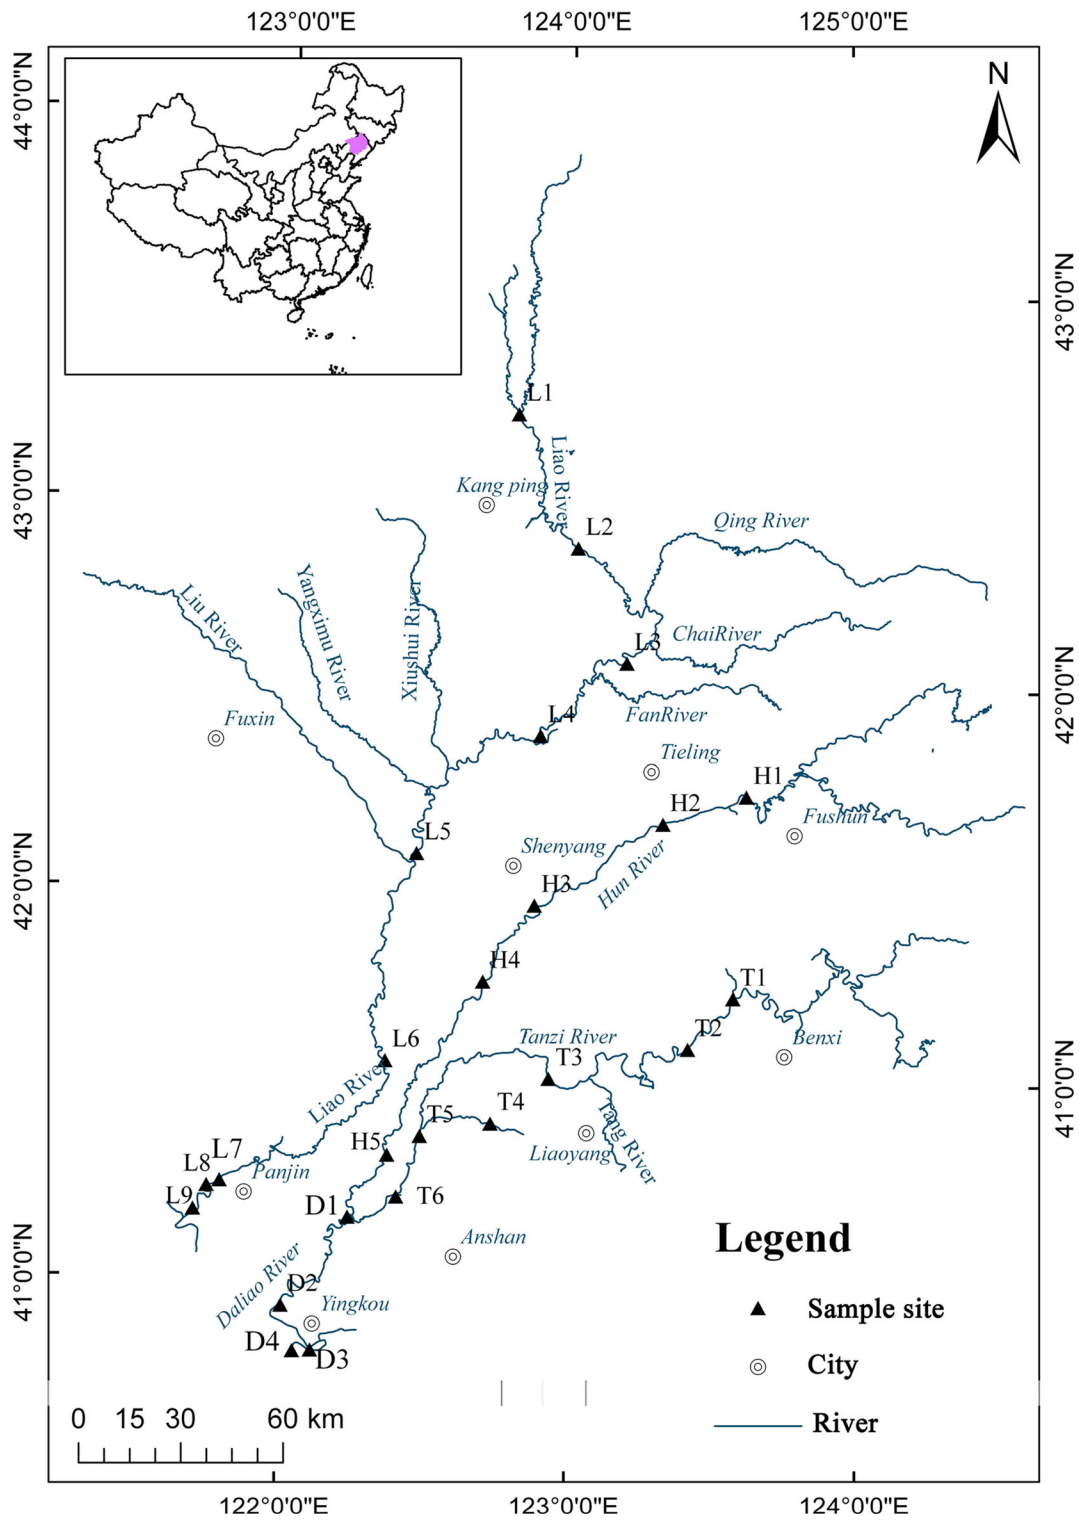 123°0'0"E 124°0'0"E 125°0'0"E
44°0'0"N
N
43°0'0"N
L1
Liao River
Kang ping
43°0'0"N
L2
Qing River
Liu River
Yangximu River
Xiushui River
L3
ChaiRiver
42°0'0"N
Fuxin
L4
FanRiver
Tieling
H1
H2
Fushun
L5
Shenyang
Hun River
42°0'0"N
H3
H4
T1
T2
Benxi
L6
Tanzi River
T3
41°0'0"N
Liao River
T5
T4
Tang River
H5
Liaoyang
L8
L7
Panjin
L9
D1
T6
Anshan
Legend
41°0'0"N
Daliao River
D2
Yingkou
Sample site
D4
D3
City
0 15 30 60 km
River
122°0'0"E 123°0'0"E 124°0'0"E